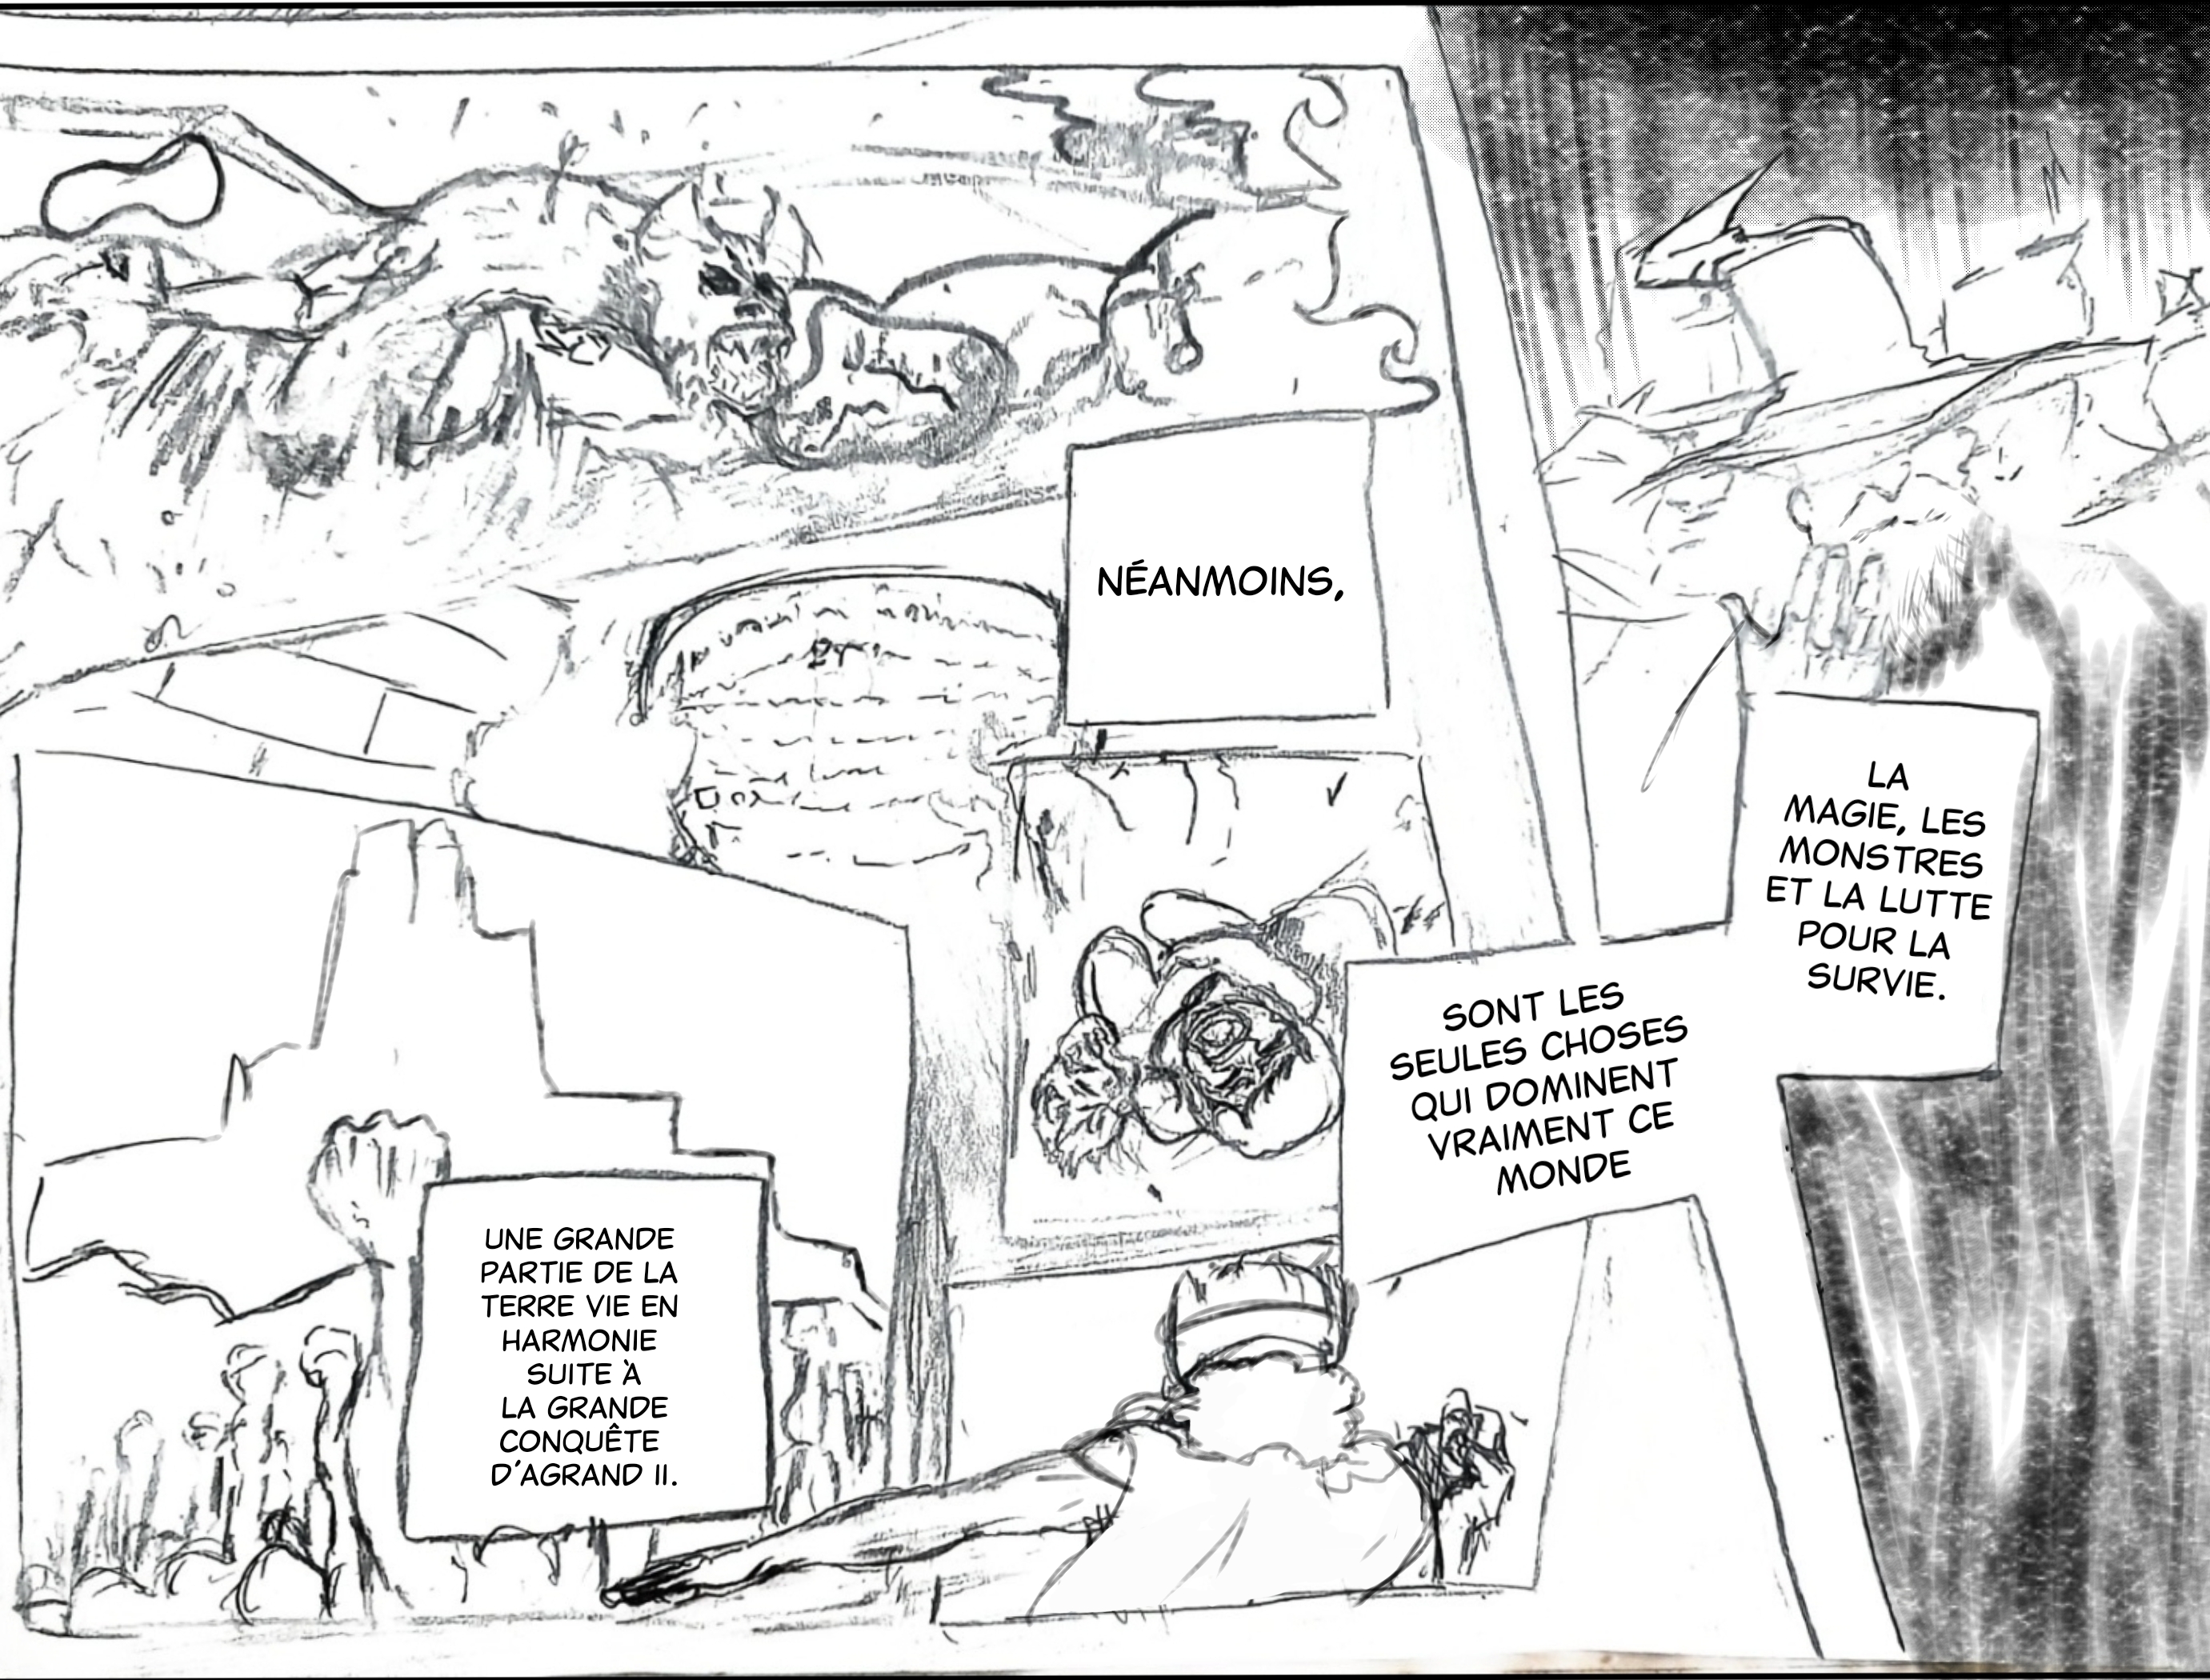 LA
MAGIE, LES
MONSTRES
ET LA LUTTE
POUR LA
SURVIE.
SONT LES
SEULES CHOSES
QUI DOMINENT
VRAIMENT CE
MONDE
NÉANMOINS,
UNE GRANDE
PARTIE DE LA
TERRE VIE EN
HARMONIE
SUITE À
LA GRANDE
CONQUÊTE
D'AGRAND II.